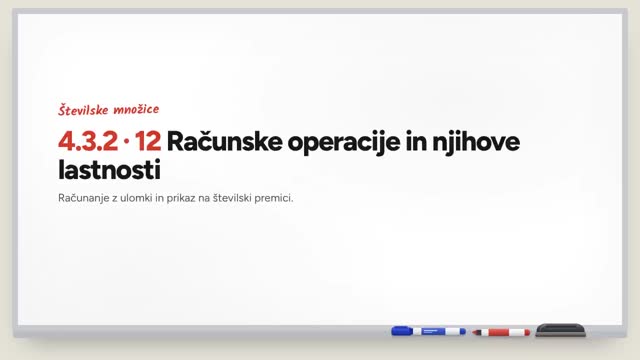 Številske množice
4.3.2 · 12 Računske operacije in njihove
lastnosti
Računanje z ulomki in prikaz na številski premici.